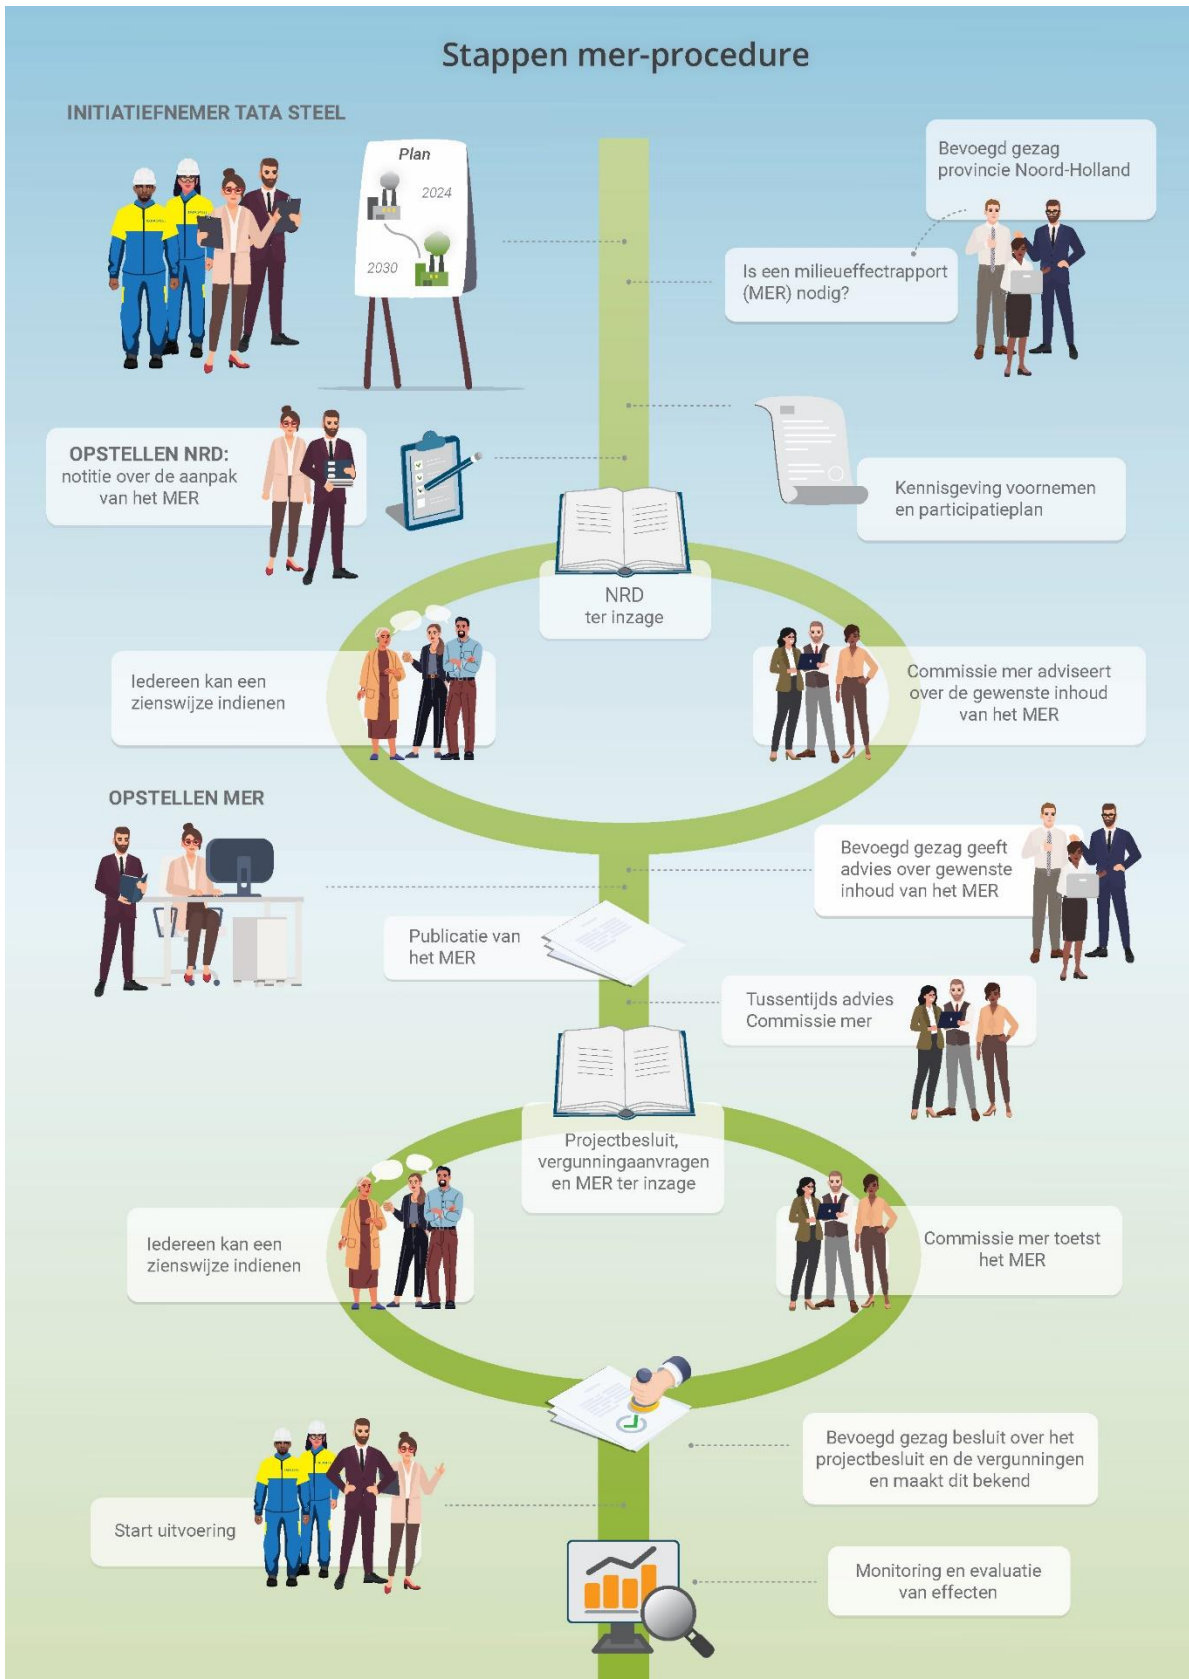 Stappen mer-procedure
INITIATIEFNEMER TATA STEEL
Plan
2024
2030
Bevoegd gezag
provincie Noord-Holland
Is een milieueffectrapport
(MER) nodig?
Kennisgeving voornemen
en participatieplan
OPSTELLEN NRD:
notitie over de aanpak
van het MER
NRD
ter inzage
Iedereen kan een
zienswijze indienen
Commissie mer adviseert
over de gewenste inhoud
van het MER
OPSTELLEN MER
Bevoegd gezag geeft
advies over gewenste
inhoud van het MER
Publicatie van
het MER
Tussentijds advies
Commissie mer
Projectbesluit,
vergunningaanvragen
en MER ter inzage
Iedereen kan een
zienswijze indienen
Commissie mer toetst
het MER
Bevoegd gezag besluit over het
projectbesluit en de vergunningen
en maakt dit bekend
Start uitvoering
Monitoring en evaluatie
van effecten